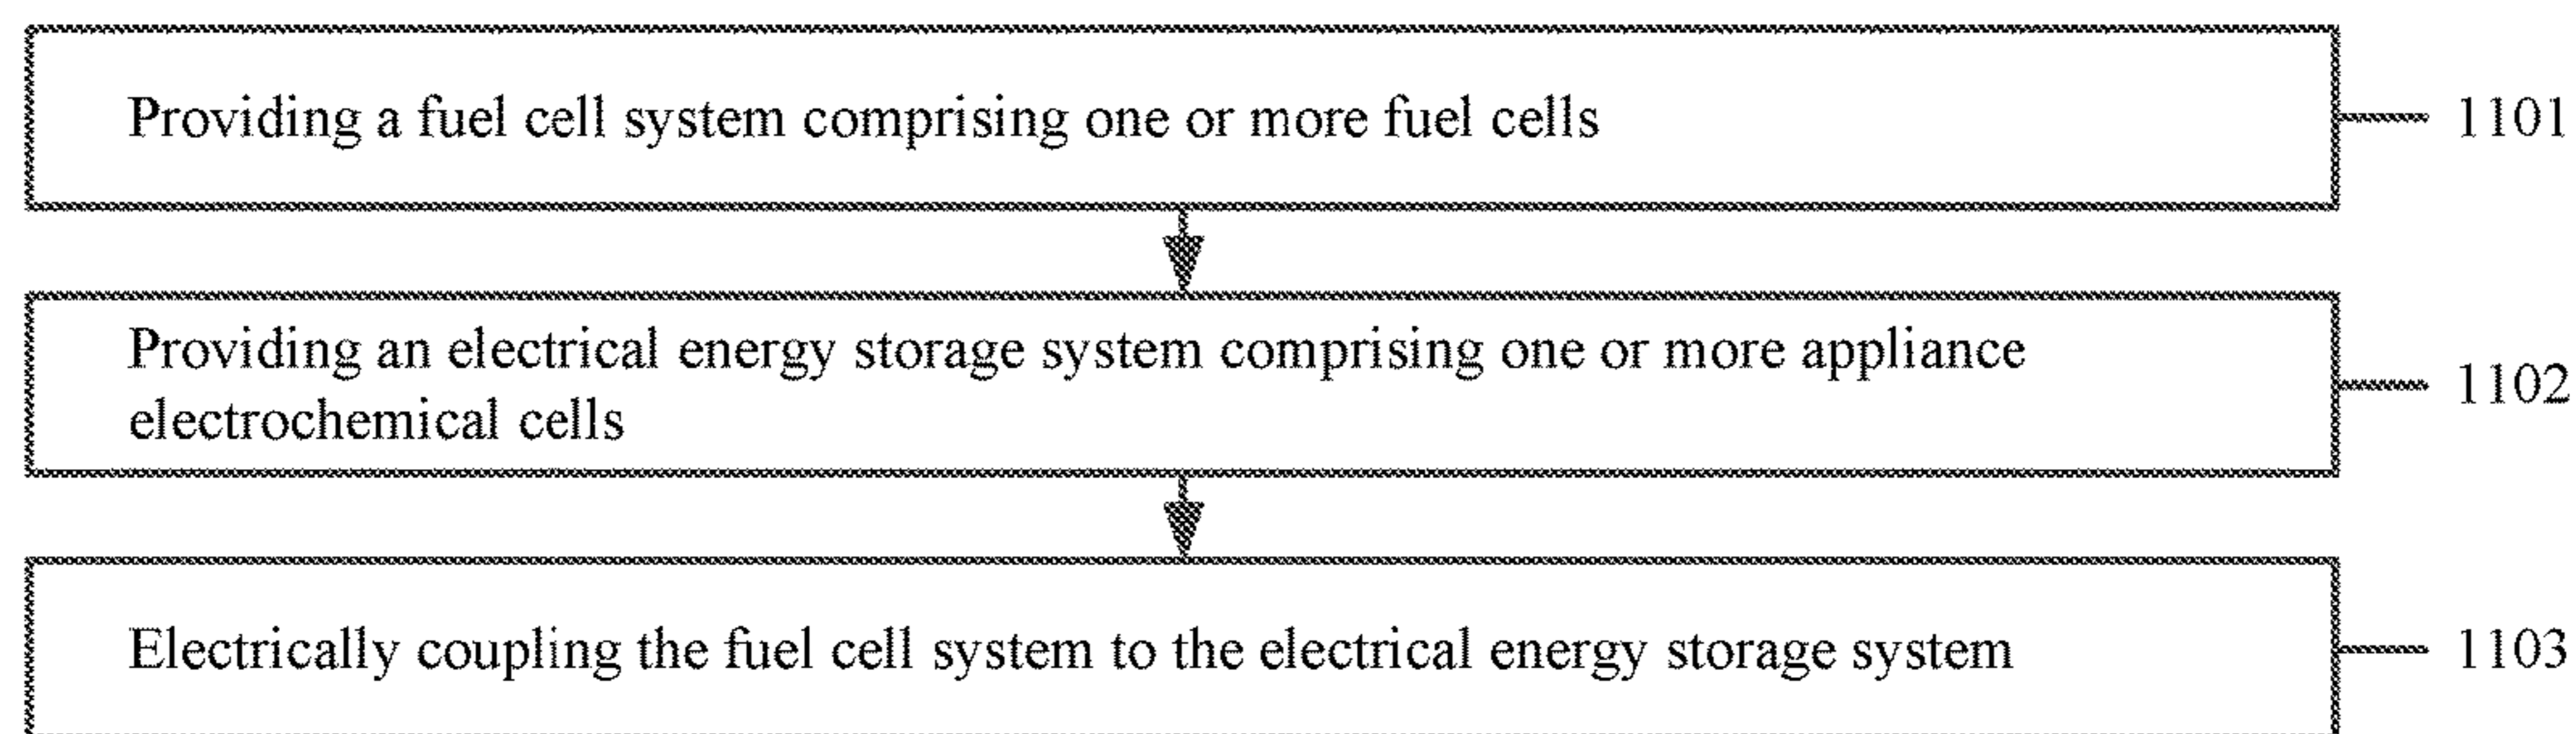 Providing a fuel cell system comprising one or more fuel cells
1101
Providing an electrical energy storage system comprising one or more appliance
electrochemical cells
1102
Electrically coupling the fuel cell system to the electrical energy storage system
1103